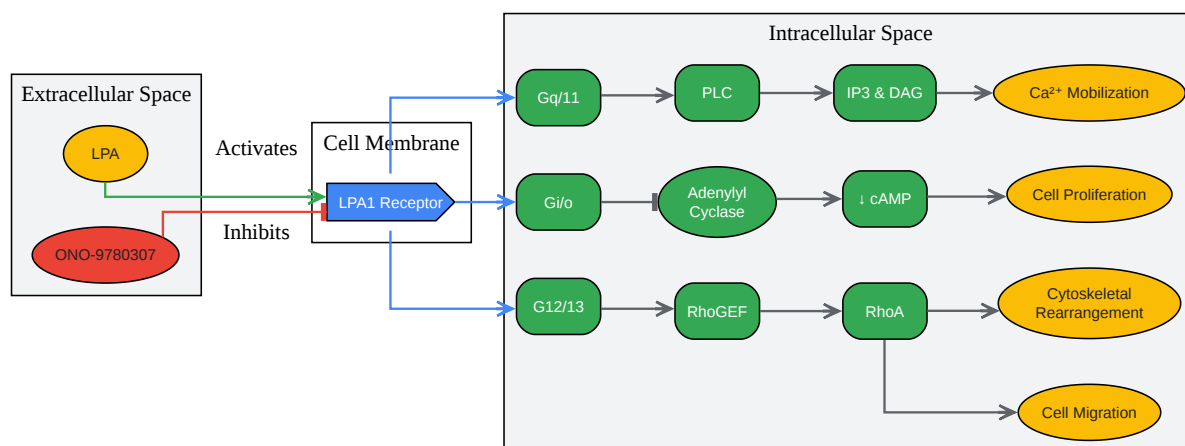 Intracellular Space
Extracellular Space
Gq/11
PLC
IP3 & DAG
Ca²⁺ Mobilization
LPA
Activates
Cell Membrane
LPA1 Receptor
Gi/o
Adenylyl
Cyclase
↓ cAMP
Cell Proliferation
Inhibits
ONO-9780307
G12/13
RhoGEF
RhoA
Cytoskeletal
Rearrangement
Cell Migration